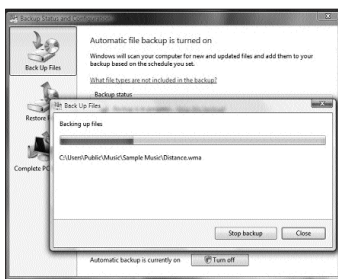 Backup Status and Configuration
Automatic file backup is turned on
Windows will scan your computer for new and updated files and add them to your
backup based on the schedule you set.
Back Up Files
What file types are not included in the backup?
Backup status
Back Up Files
Restore
Backing up files
C:\Users\Public\Music\Sample Music\Distance.wma
Complete PC
Stop backup
Close
Automatic backup is currently on
Turn off